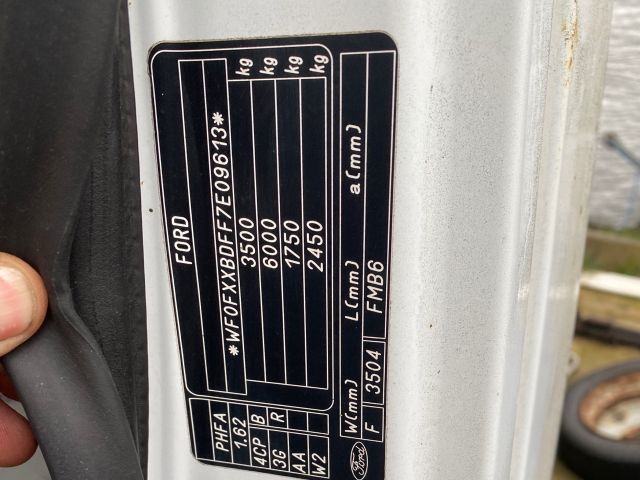 FORD
*WF0FXXBDFF7E09613*
3500 kg
6000 kg
1750 kg
2450 kg
PHFA
1.62
4CP B
3G R
AA
W2
W(mm) L(mm) a(mm)
F 3504 FMB6
Ford